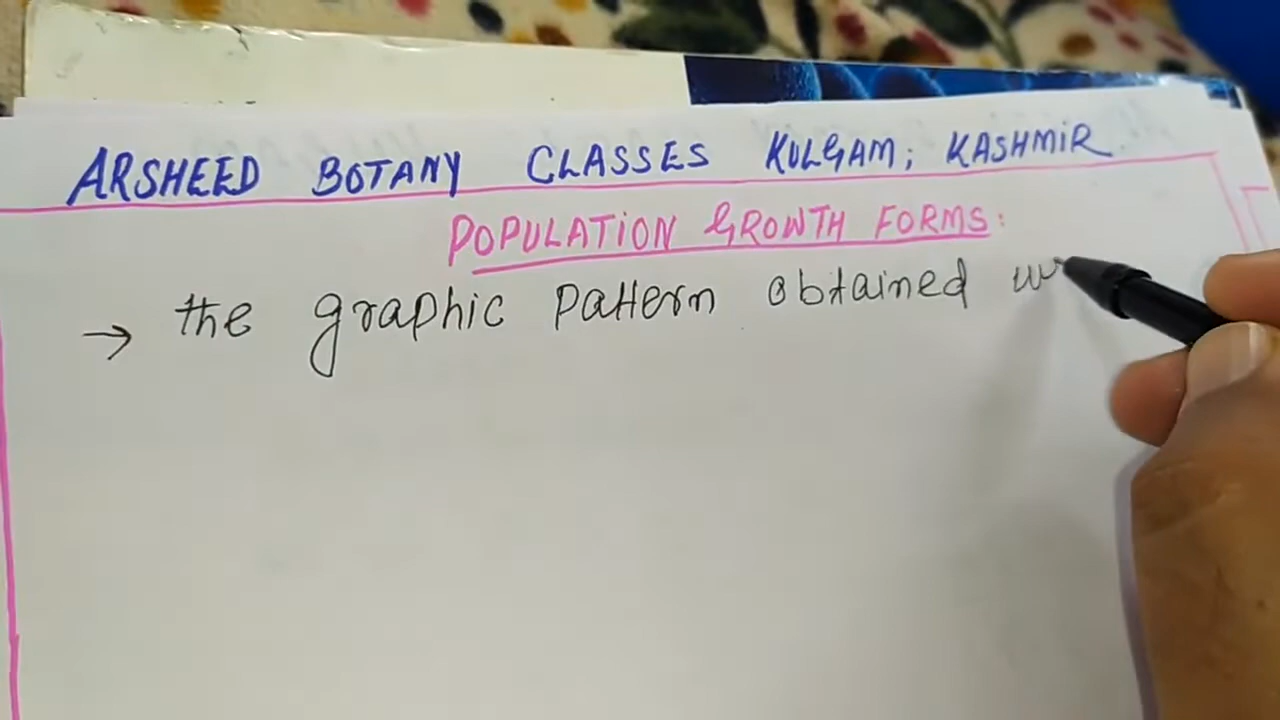 ARSHEED BOTANY CLASSES KULGAM; KASHMIR.
POPULATION GROWTH FORMS:
→ the graphic pattern obtained